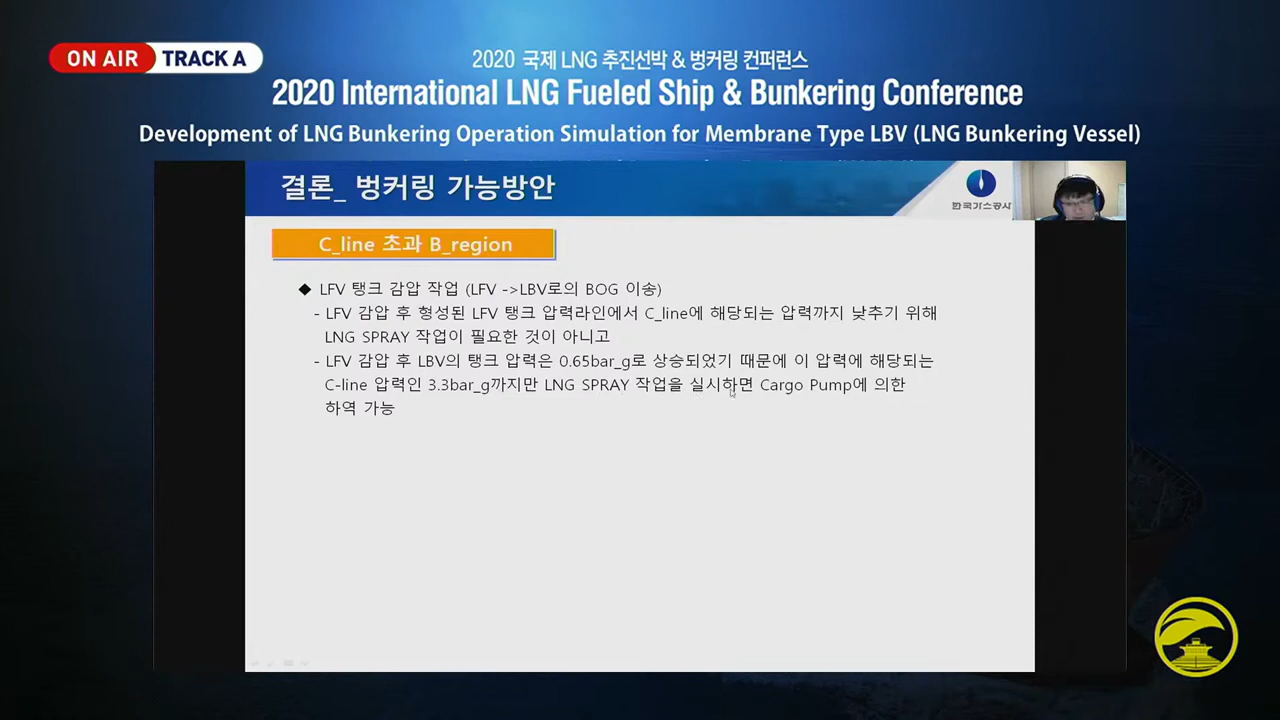 ON AIR TRACK A
2020 국제 LNG 추진선박 & 벙커링 컨퍼런스
2020 International LNG Fueled Ship & Bunkering Conference
Development of LNG Bunkering Operation Simulation for Membrane Type LBV (LNG Bunkering Vessel)
결론_ 벙커링 가능방안
한국가스공사
C_line 초과 B_region
◆ LFV 탱크 감압 작업 (LFV ->LBV로의 BOG 이송)
- LFV 감압 후 형성된 LFV 탱크 압력라인에서 C_line에 해당되는 압력까지 낮추기 위해
LNG SPRAY 작업이 필요한 것이 아니고
- LFV 감압 후 LBV의 탱크 압력은 0.65bar_g로 상승되었기 때문에 이 압력에 해당되는
C-line 압력인 3.3bar_g까지만 LNG SPRAY 작업을 실시하면 Cargo Pump에 의한
하역 가능